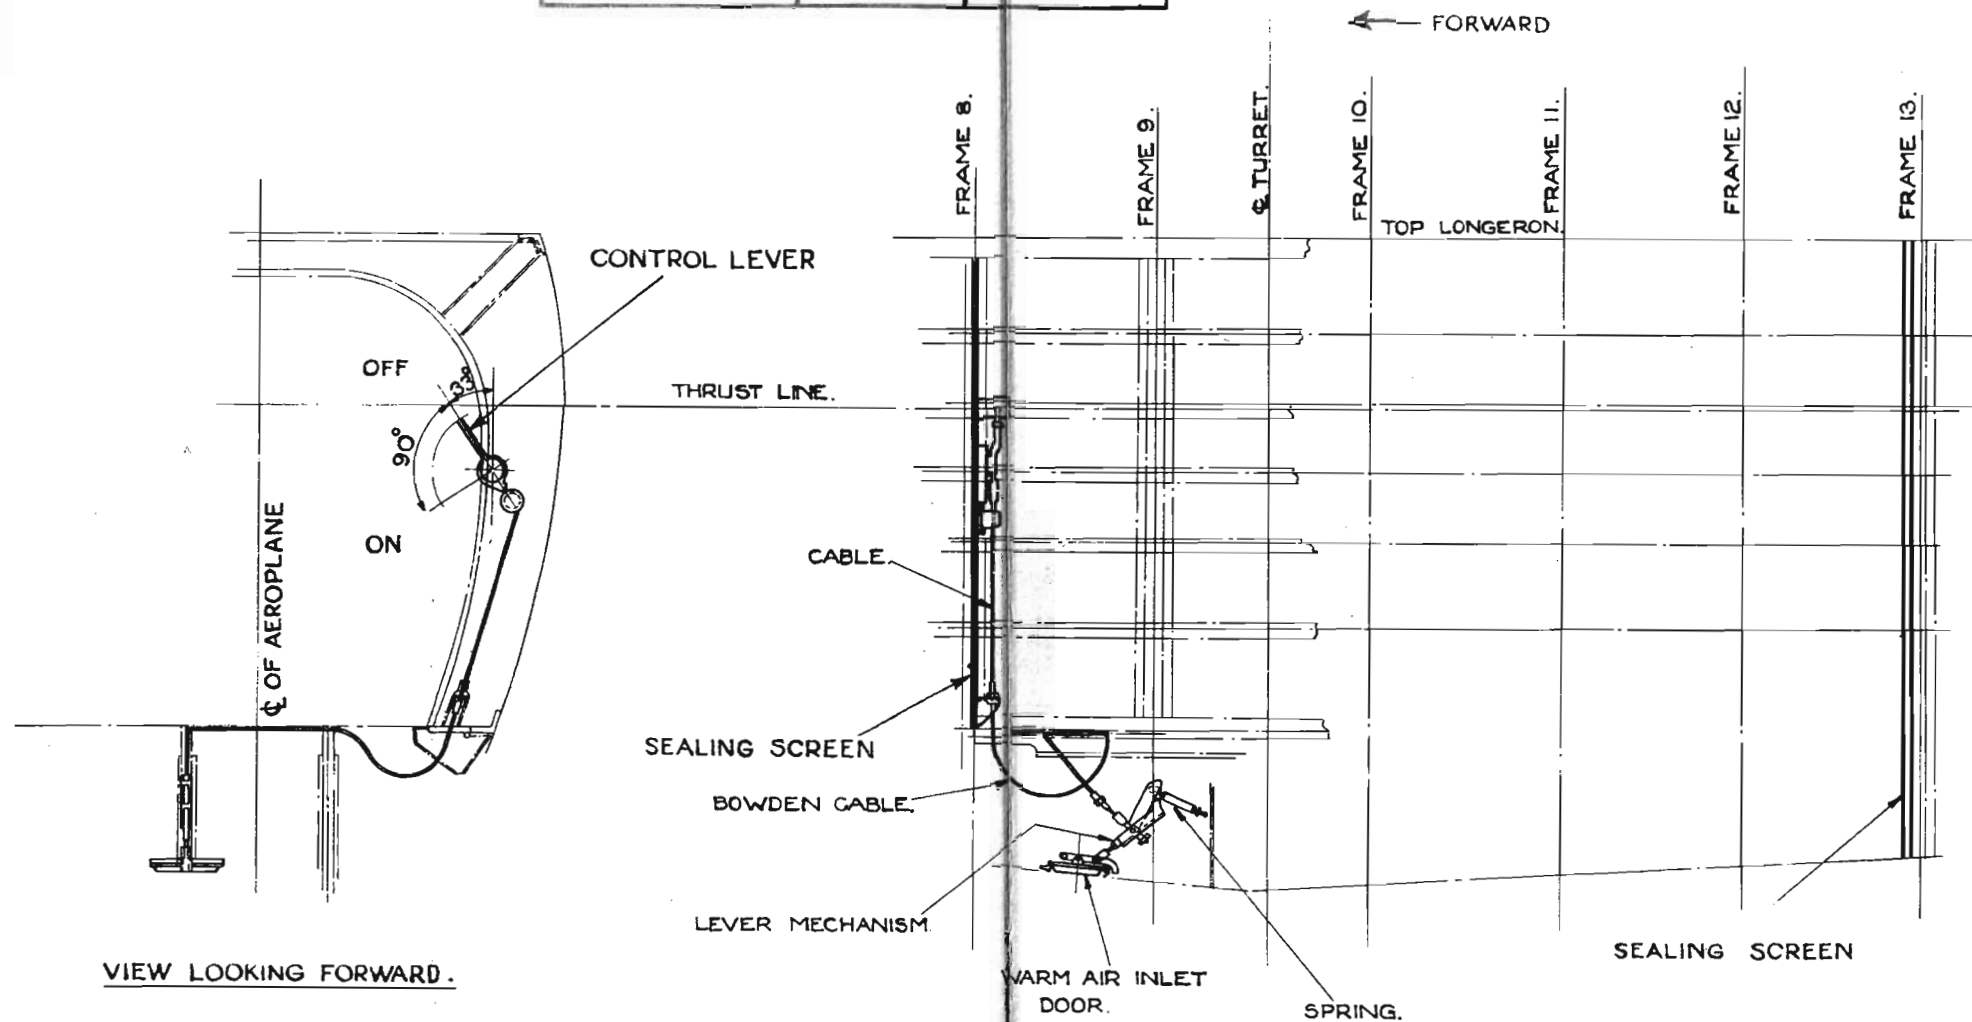 FORWARD
FRAME 8.
FRAME 9.
℄ TURRET.
FRAME 10.
FRAME 11.
FRAME 12.
FRAME 13.
TOP LONGERON.
CONTROL LEVER
OFF
33°
THRUST LINE.
90°
ON
℄ OF AEROPLANE
CABLE.
SEALING SCREEN
BOWDEN CABLE.
LEVER MECHANISM.
SEALING SCREEN
VIEW LOOKING FORWARD.
WARM AIR INLET
DOOR.
SPRING.